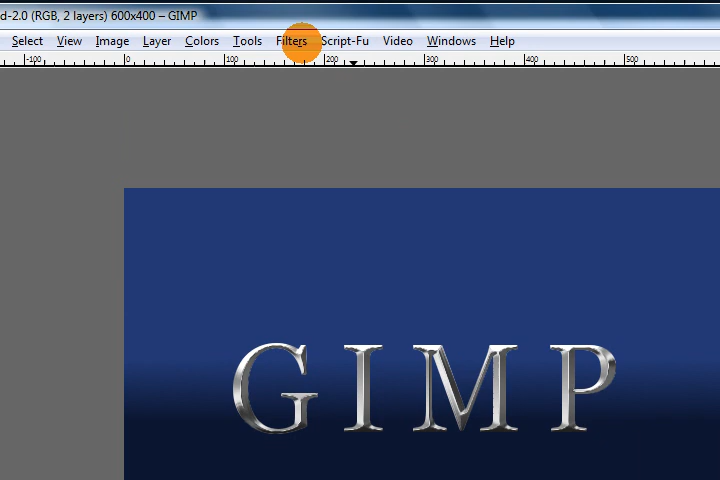 d-2.0 (RGB, 2 layers) 600x400 – GIMP
Select View Image Layer Colors Tools Filters Script-Fu Video Windows Help
-100 0 100 200 300 400 500
GIMP